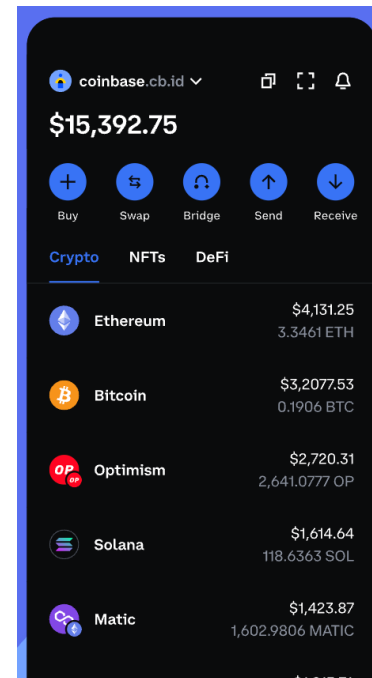 coinbase.cb.id
$15,392.75
Buy Swap Bridge Send Receive
Crypto NFTs DeFi
Ethereum $4,131.25
3.3461 ETH
Bitcoin $3,2077.53
0.1906 BTC
OP OP Optimism $2,720.31
2,641.0777 OP
Solana $1,614.64
118.6363 SOL
Matic $1,423.87
1,602.9806 MATIC